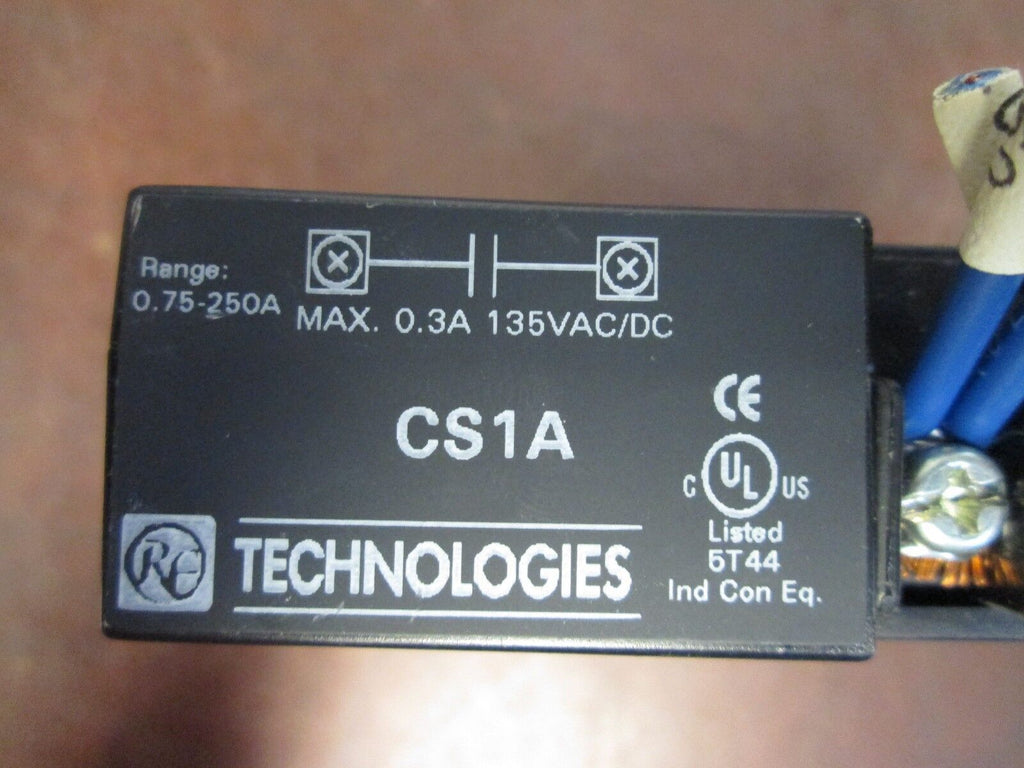 Range:
0.75-250A
MAX. 0.3A 135VAC/DC
CS1A
CE
C UL US
Listed
5T44
Ind Con Eq.
RC TECHNOLOGIES